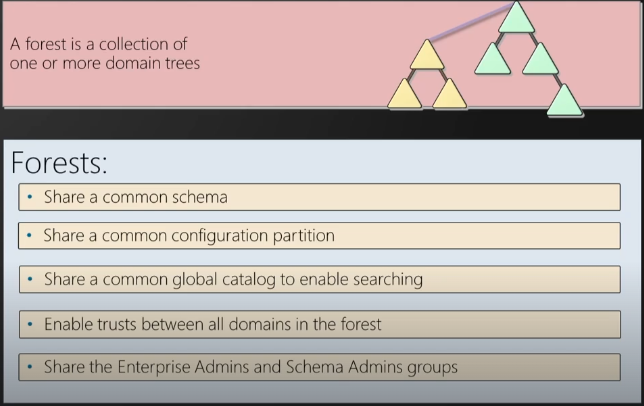 A forest is a collection of
one or more domain trees
Forests:
• Share a common schema
• Share a common configuration partition
• Share a common global catalog to enable searching
• Enable trusts between all domains in the forest
• Share the Enterprise Admins and Schema Admins groups